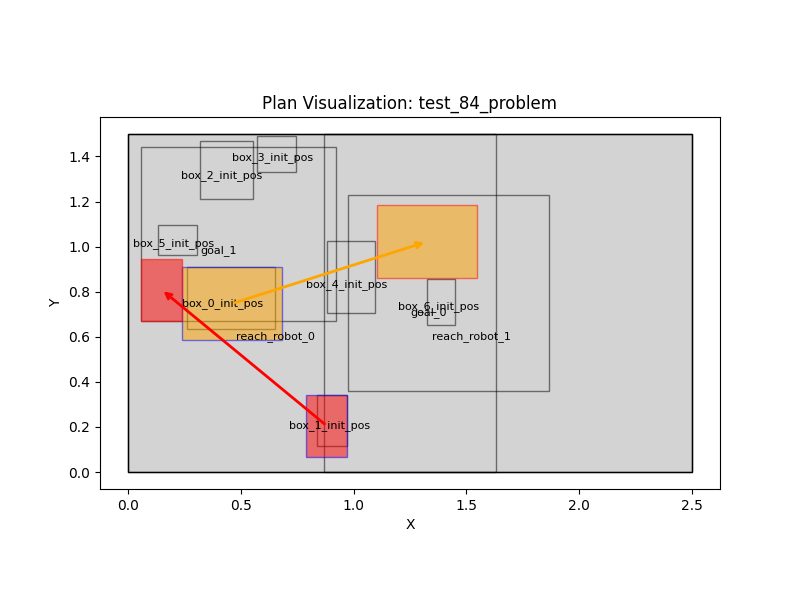 Plan Visualization: test_84_problem
box_3_init_pos
box_2_init_pos
box_5_init_pos
goal_1
box_4_init_pos
box_0_init_pos
box_6_init_pos
goal_0
reach_robot_0
reach_robot_1
box_1_init_pos
Y
1.4
1.2
1.0
0.8
0.6
0.4
0.2
0.0
0.0 0.5 1.0 1.5 2.0 2.5
X